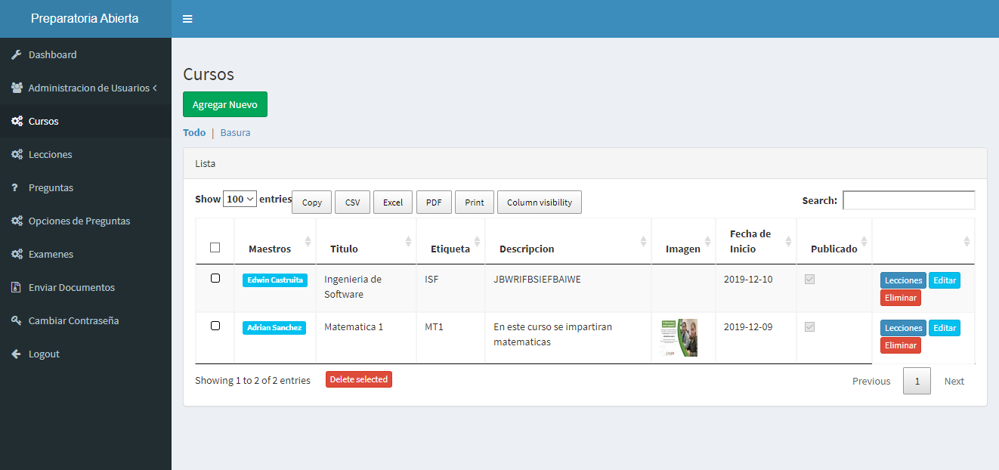 Preparatoria Abierta
Dashboard
Administracion de Usuarios
Cursos
Lecciones
Preguntas
Opciones de Preguntas
Examenes
Enviar Documentos
Cambiar Contraseña
Logout
Cursos
Agregar Nuevo
Todo | Basura
Lista
Show 100 entries Copy CSV Excel PDF Print Column visibility Search:
Maestros Titulo Etiqueta Descripcion Imagen Fecha de Inicio Publicado
Edwin Castruita Ingenieria de Software ISF JBWRIFBSIEFBAIWE 2019-12-10 Lecciones Editar
Eliminar
Adrian Sanchez Matematica 1 MT1 En este curso se impartiran matematicas 2019-12-09 Lecciones Editar
Eliminar
Showing 1 to 2 of 2 entries Delete selected Previous 1 Next